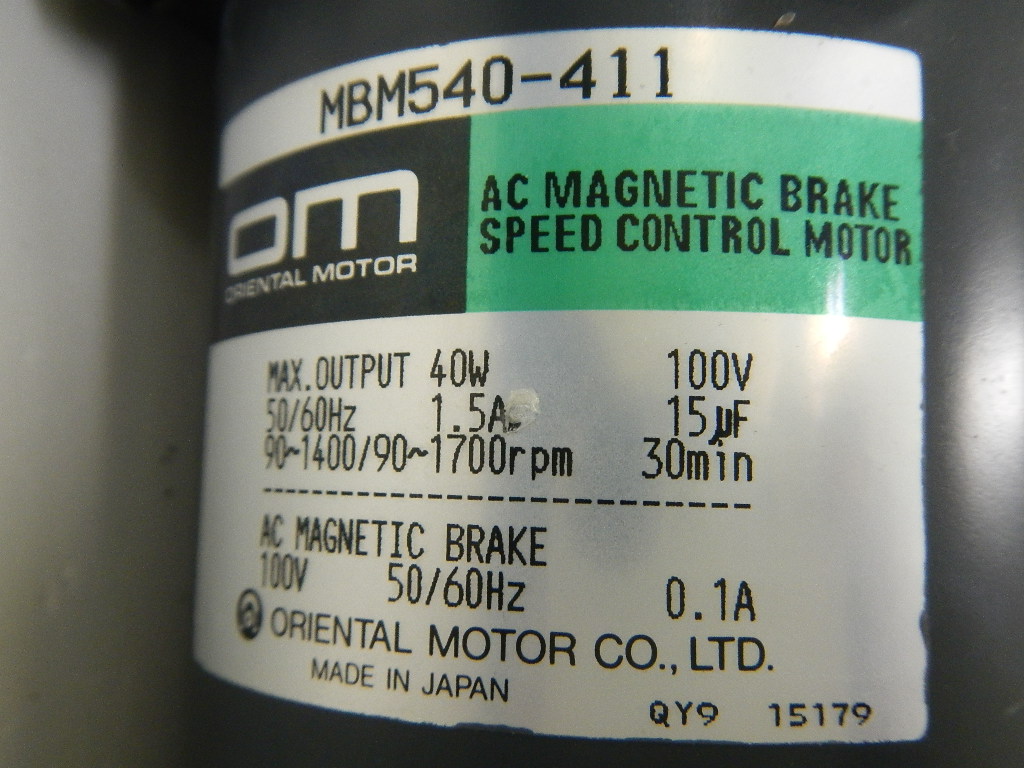 MBM540-411
om
ORIENTAL MOTOR
AC MAGNETIC BRAKE
SPEED CONTROL MOTOR
MAX.OUTPUT 40W 100V
50/60Hz 1.5A 15µF
90~1400/90~1700rpm 30min
AC MAGNETIC BRAKE
100V 50/60Hz 0.1A
ORIENTAL MOTOR CO., LTD.
MADE IN JAPAN
QY9 15179